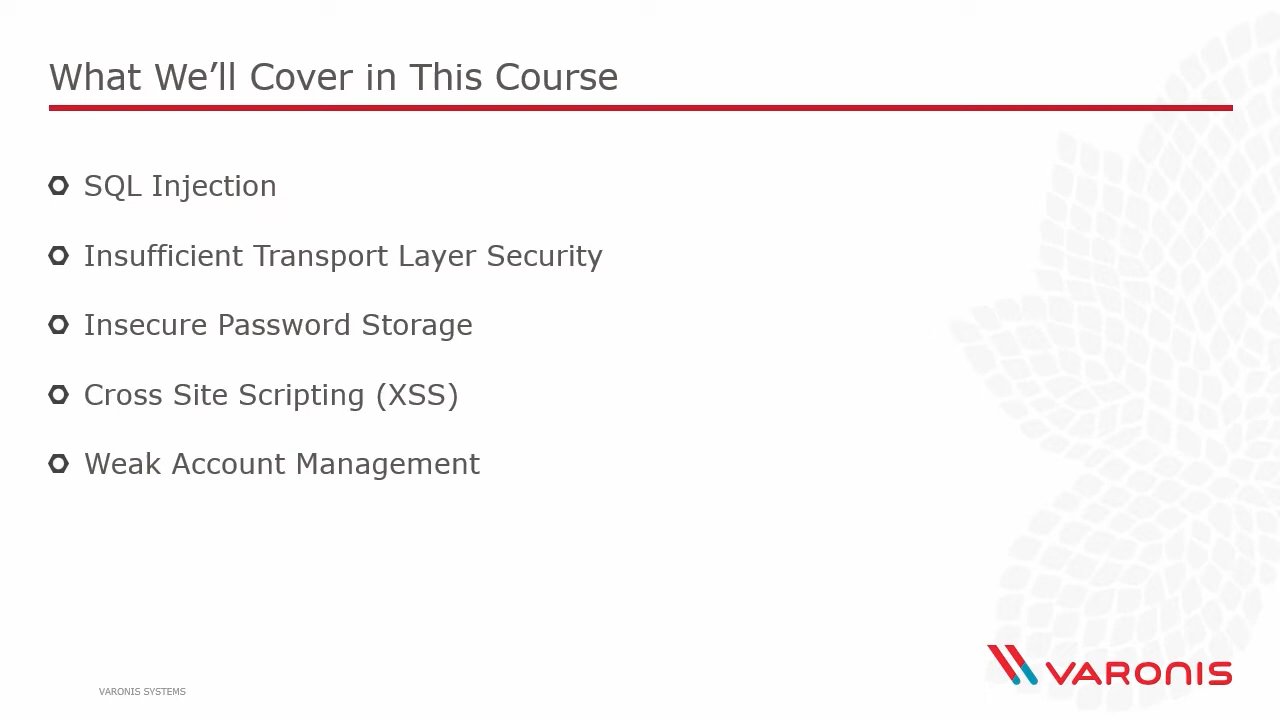 What We’ll Cover in This Course
SQL Injection
Insufficient Transport Layer Security
Insecure Password Storage
Cross Site Scripting (XSS)
Weak Account Management
VARONIS SYSTEMS
VARONIS